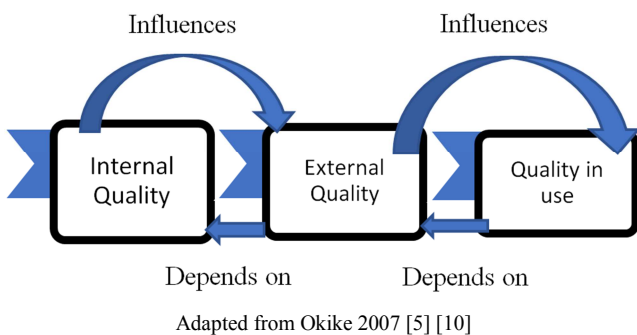 Influences
Influences
Internal
Quality
External
Quality
Quality in
use
Depends on
Depends on
Adapted from Okike 2007 [5] [10]